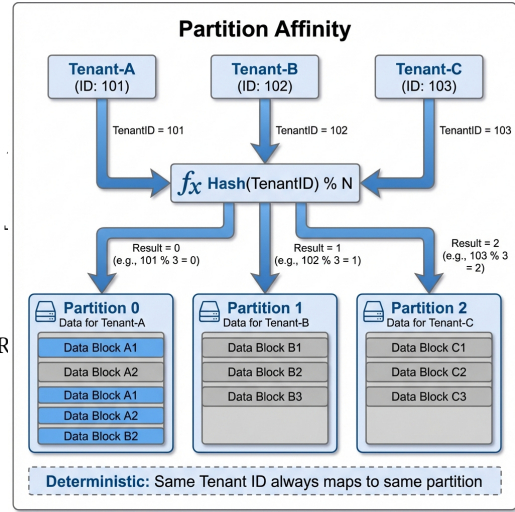 Partition Affinity
Tenant-A
(ID: 101)
Tenant-B
(ID: 102)
Tenant-C
(ID: 103)
TenantID = 101
TenantID = 102
TenantID = 103
fx Hash(TenantID) % N
Result = 0
(e.g., 101 % 3 = 0)
Result = 1
(e.g., 102 % 3 = 1)
Result = 2
(e.g., 103 % 3
= 2)
Partition 0
Data for Tenant-A
Data Block A1
Data Block A2
Data Block A1
Data Block A2
Data Block B2
Partition 1
Data for Tenant-B
Data Block B1
Data Block B2
Data Block B3
Partition 2
Data for Tenant-C
Data Block C1
Data Block C2
Data Block C3
R
Deterministic: Same Tenant ID always maps to same partition